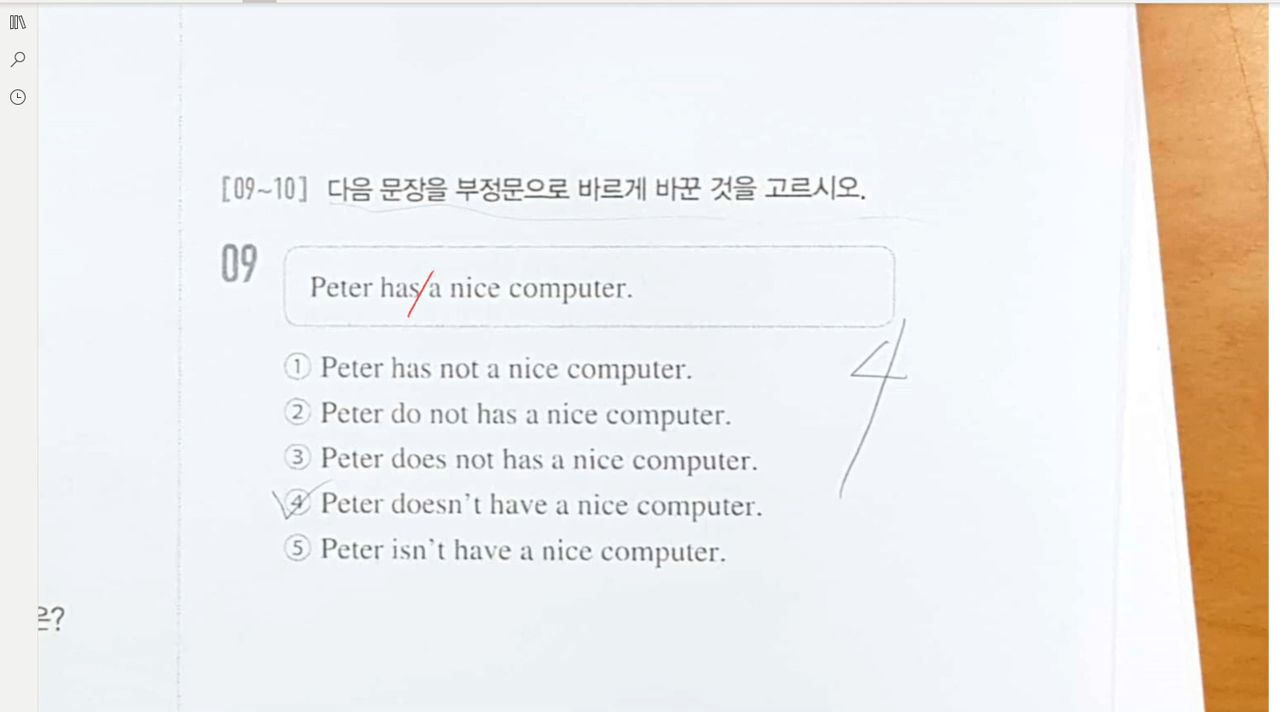 [09~10] 다음 문장을 부정문으로 바르게 바꾼 것을 고르시오.
09
Peter has a nice computer.
① Peter has not a nice computer.
② Peter do not has a nice computer.
③ Peter does not has a nice computer.
④ Peter doesn't have a nice computer.
⑤ Peter isn't have a nice computer.
4